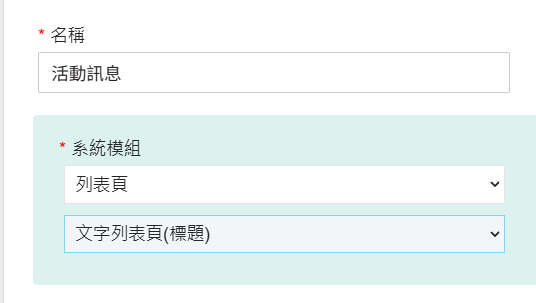 * 名稱
活動訊息
* 系統模組
列表頁
文字列表頁(標題)